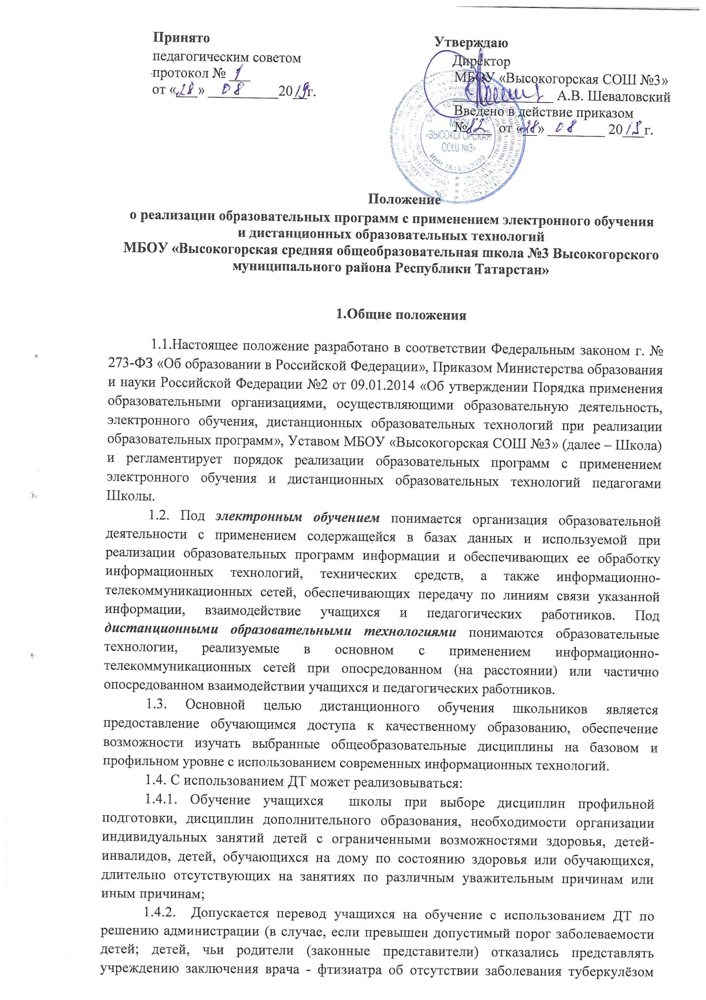 Принято
педагогическим советом
протокол № 1
от «28» 08 2019г.
Утверждаю
Директор
МБОУ «Высокогорская СОШ №3»
А.В. Шеваловский
Введено в действие приказом
№82 от «28» 08 2019 г.
МБОУ
«ВЫСОКОГОРСКАЯ
СОШ №3»
Положение
о реализации образовательных программ с применением электронного обучения
и дистанционных образовательных технологий
МБОУ «Высокогорская средняя общеобразовательная школа №3 Высокогорского
муниципального района Республики Татарстан»
1.Общие положения
1.1.Настоящее положение разработано в соответствии Федеральным законом г. №
273-ФЗ «Об образовании в Российской Федерации», Приказом Министерства образования
и науки Российской Федерации №2 от 09.01.2014 «Об утверждении Порядка применения
образовательными организациями, осуществляющими образовательную деятельность,
электронного обучения, дистанционных образовательных технологий при реализации
образовательных программ», Уставом МБОУ «Высокогорская СОШ №3» (далее – Школа)
и регламентирует порядок реализации образовательных программ с применением
электронного обучения и дистанционных образовательных технологий педагогами
Школы.
1.2. Под электронным обучением понимается организация образовательной
деятельности с применением содержащейся в базах данных и используемой при
реализации образовательных программ информации и обеспечивающих ее обработку
информационных технологий, технических средств, а также информационно-
телекоммуникационных сетей, обеспечивающих передачу по линиям связи указанной
информации, взаимодействие учащихся и педагогических работников. Под
дистанционными образовательными технологиями понимаются образовательные
технологии, реализуемые в основном с применением информационно-
телекоммуникационных сетей при опосредованном (на расстоянии) или частично
опосредованном взаимодействии учащихся и педагогических работников.
1.3. Основной целью дистанционного обучения школьников является
предоставление обучающимся доступа к качественному образованию, обеспечение
возможности изучать выбранные общеобразовательные дисциплины на базовом и
профильном уровне с использованием современных информационных технологий.
1.4. С использованием ДТ может реализовываться:
1.4.1. Обучение учащихся школы при выборе дисциплин профильной
подготовки, дисциплин дополнительного образования, необходимости организации
индивидуальных занятий детей с ограниченными возможностями здоровья, детей-
инвалидов, детей, обучающихся на дому по состоянию здоровья или обучающихся,
длительно отсутствующих на занятиях по различным уважительным причинам или
иным причинам;
1.4.2. Допускается перевод учащихся на обучение с использованием ДТ по
решению администрации (в случае, если превышен допустимый порог заболеваемости
детей; детей, чьи родители (законные представители) отказались представлять
учреждению заключения врача - фтизиатра об отсутствии заболевания туберкулёзом